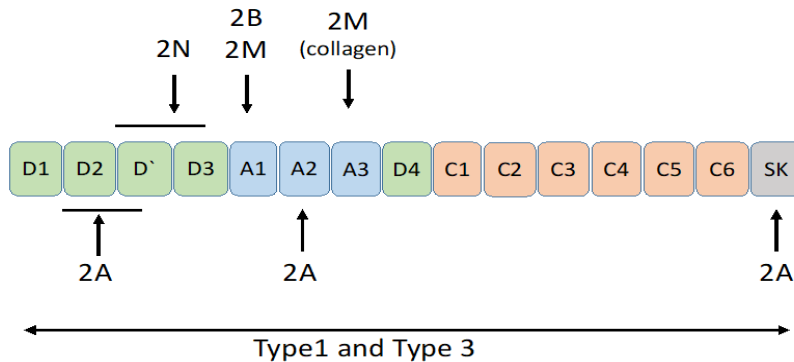 2B
2M
2N
2M
(collagen)
D1 D2 D` D3 A1 A2 A3 D4 C1 C2 C3 C4 C5 C6 SK
2A 2A 2A
Type1 and Type 3